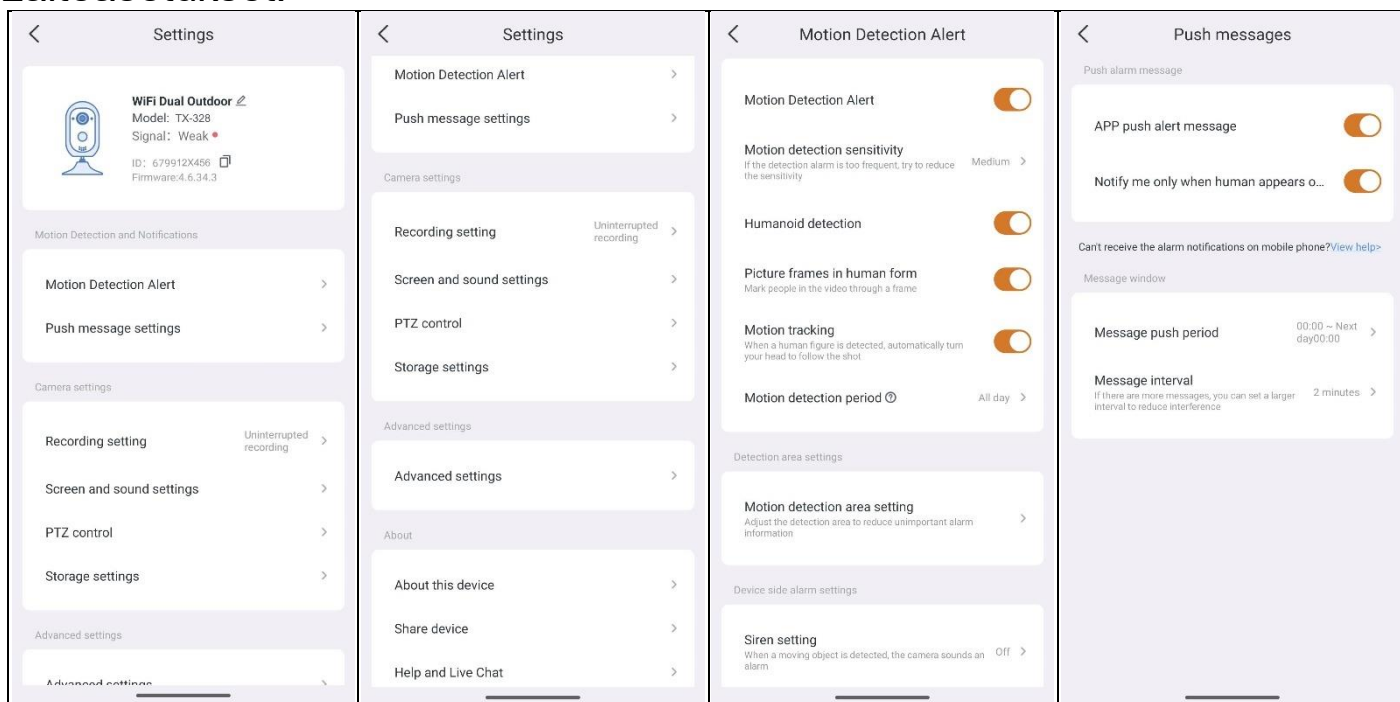 Settings
WiFi Dual Outdoor
Model: TX-328
Signal: Weak
ID: 679912X456
Firmware:4.6.34.3
Motion Detection and Notifications
Motion Detection Alert
Push message settings
Camera settings
Recording setting
Uninterrupted
recording
Screen and sound settings
PTZ control
Storage settings
Advanced settings
Advanced settings
Settings
Motion Detection Alert
Push message settings
Camera settings
Recording setting
Uninterrupted
recording
Screen and sound settings
PTZ control
Storage settings
Advanced settings
Advanced settings
About
About this device
Share device
Help and Live Chat
Motion Detection Alert
Motion Detection Alert
Motion detection sensitivity
If the detection alarm is too frequent, try to reduce
the sensitivity
Medium
Humanoid detection
Picture frames in human form
Mark people in the video through a frame
Motion tracking
When a human figure is detected, automatically turn
your head to follow the shot
Motion detection period
All day
Detection area settings
Motion detection area setting
Adjust the detection area to reduce unimportant alarm
information
Device side alarm settings
Siren setting
When a moving object is detected, the camera sounds an
alarm
Off
Push messages
Push alarm message
APP push alert message
Notify me only when human appears o...
Can't receive the alarm notifications on mobile phone?View help>
Message window
Message push period
00:00 ~ Next
day00:00
Message interval
If there are more messages, you can set a larger
interval to reduce interference
2 minutes